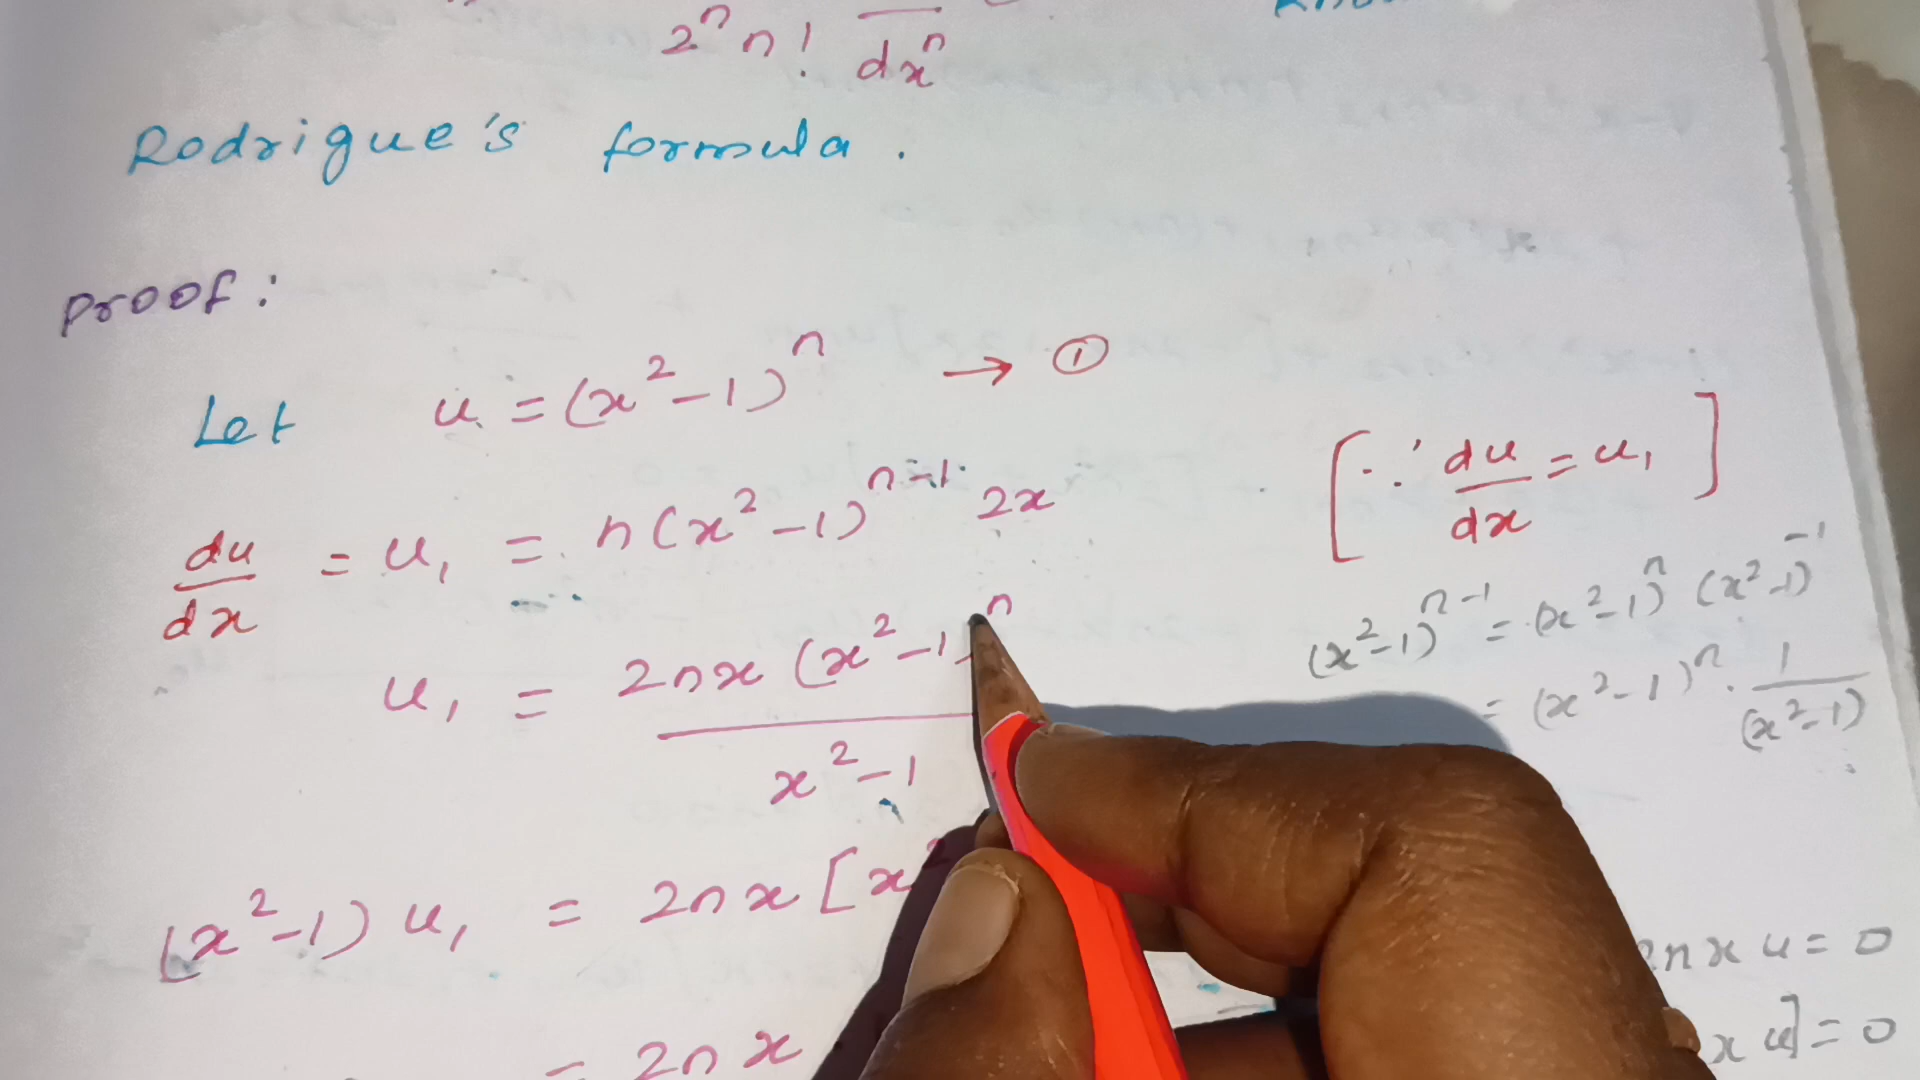 2ⁿ n! dxⁿ
Rodrigue's formula.
Proof:
Let u = (x²-1)ⁿ → ①
[∵ du/dx = u₁]
du/dx = u₁ = n(x²-1)ⁿ⁻¹ 2x
(x²-1)ⁿ⁻¹ = (x²-1)ⁿ (x²-1)⁻¹
u₁ = 2nx (x²-1)ⁿ / x²-1
= (x²-1)ⁿ · 1/(x²-1)
(x²-1) u₁ = 2nx [x
nx u = 0
= 2nx
x u] = 0